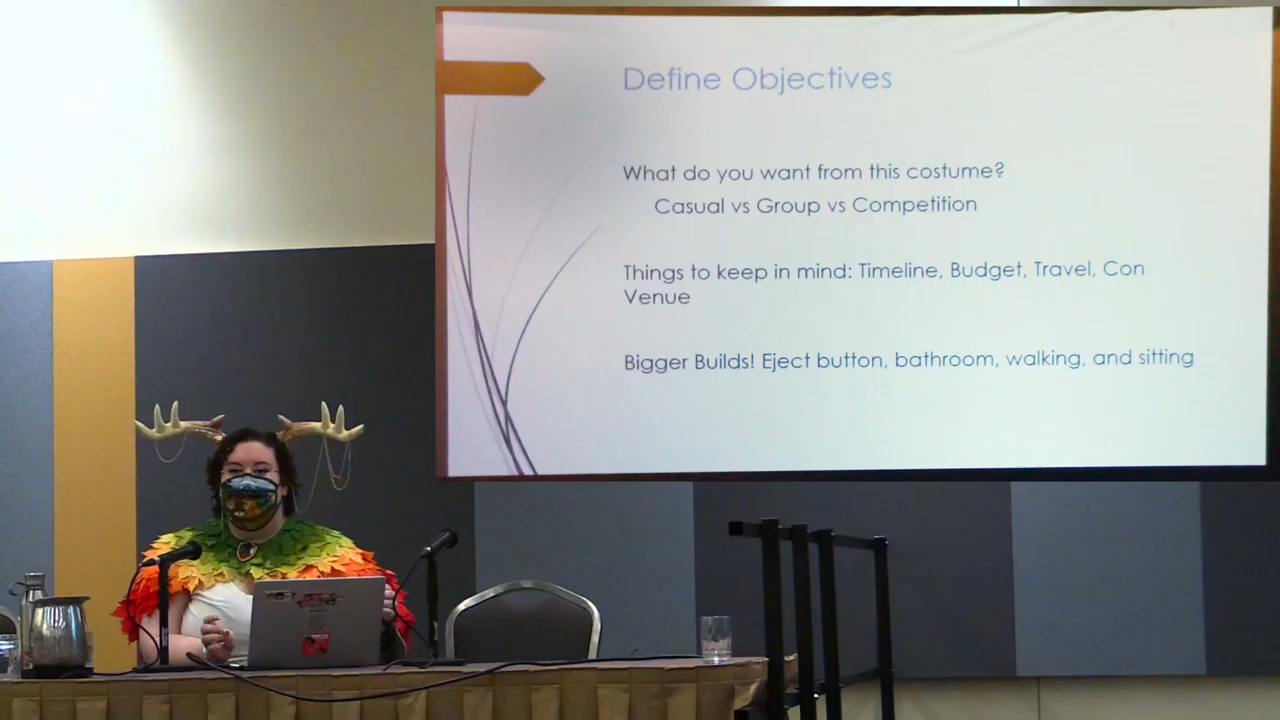 Define Objectives
What do you want from this costume?
Casual vs Group vs Competition
Things to keep in mind: Timeline, Budget, Travel, Con
Venue
Bigger Builds! Eject button, bathroom, walking, and sitting